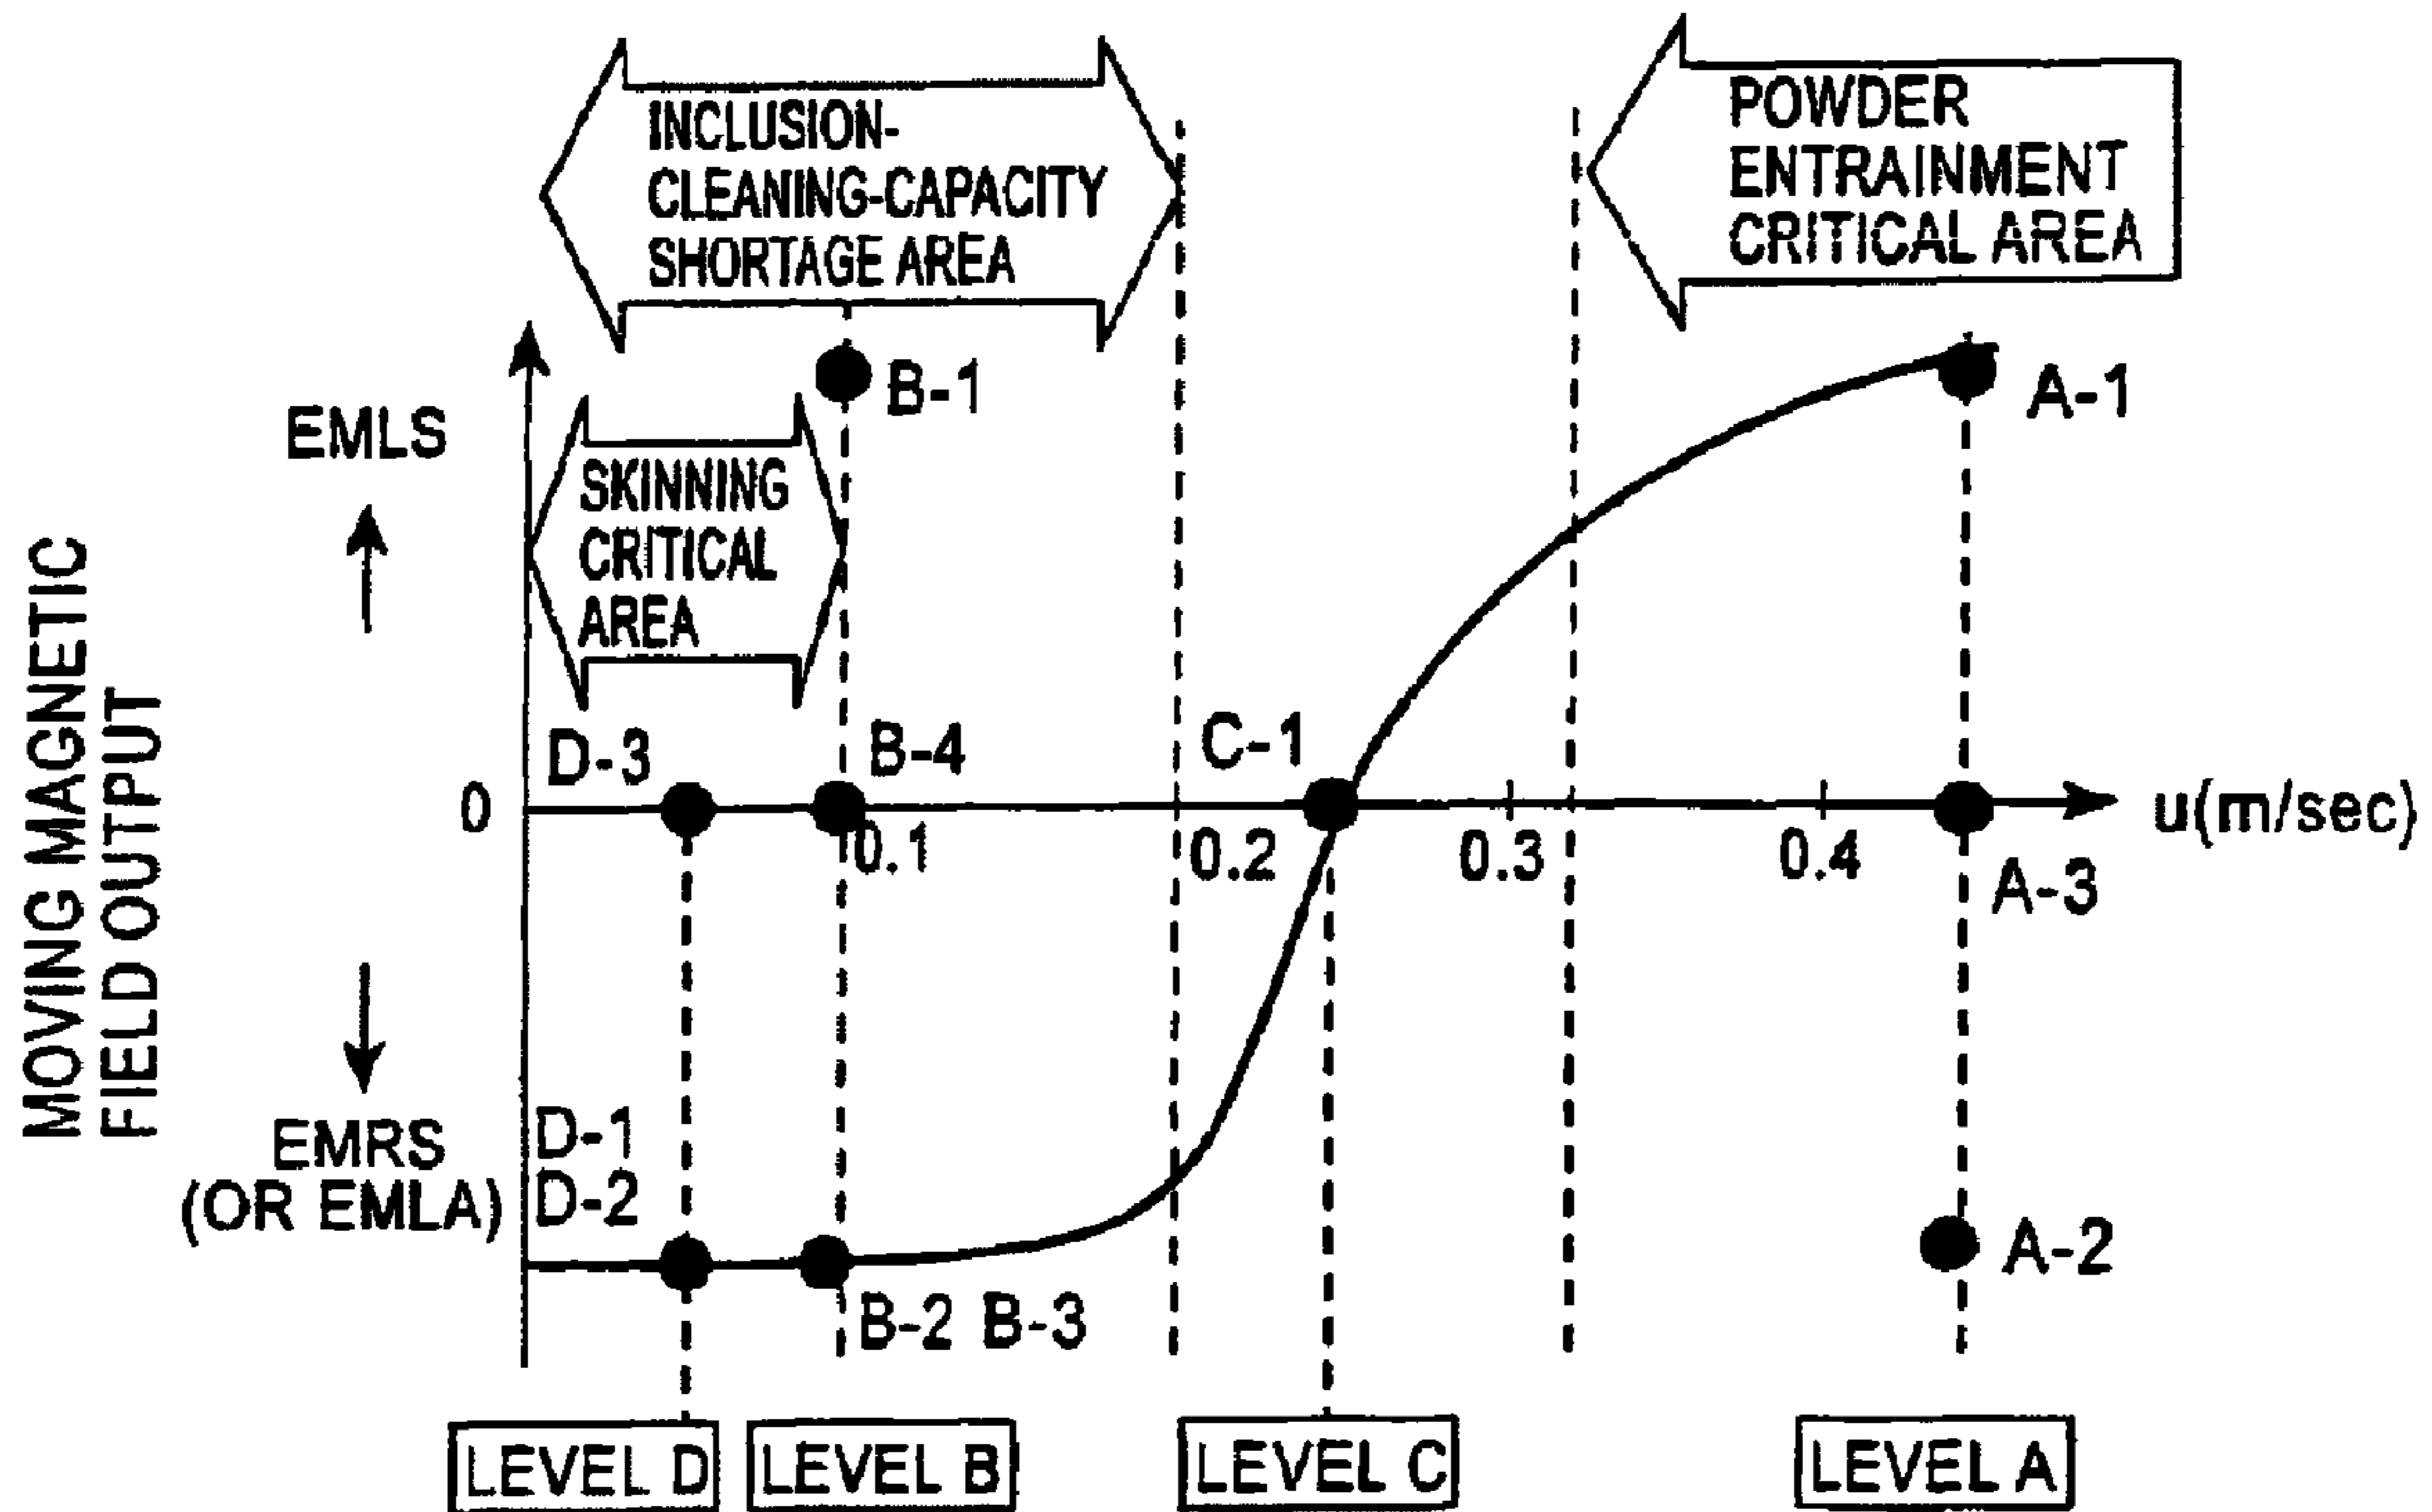 INCLUSION-
CLEANING-CAPACITY
SHORTAGE AREA
POWDER
ENTRAINMENT
CRITICAL AREA
B-1
A-1
EMLS
SKINNING
CRITICAL
AREA
MOVING MAGNETIC
FIELD OUTPUT
D-3
B-4
C-1
0
0.1
0.2
0.3
0.4
u(m/sec)
A-3
EMRS
(OR EMLA)
D-1
D-2
A-2
B-2 B-3
LEVEL D
LEVEL B
LEVEL C
LEVEL A